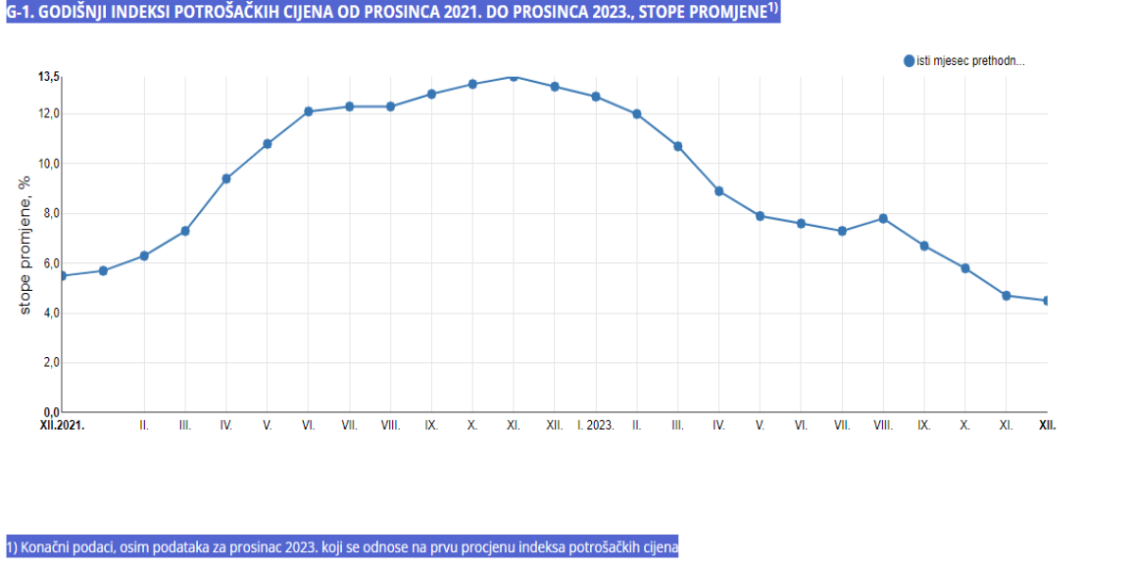 G-1. GODIŠNJI INDEKSI POTROŠAČKIH CIJENA OD PROSINCA 2021. DO PROSINCA 2023., STOPE PROMJENE¹⁾
isti mjesec prethodn...
stope promjene, %
13,5
12,0
10,0
8,0
6,0
4,0
2,0
0,0
XII.2021. II. III. IV. V. VI. VII. VIII. IX. X. XI. XII. I. 2023. II. III. IV. V. VI. VII. VIII. IX. X. XI. XII.
1) Konačni podaci, osim podataka za prosinac 2023. koji se odnose na prvu procjenu indeksa potrošačkih cijena